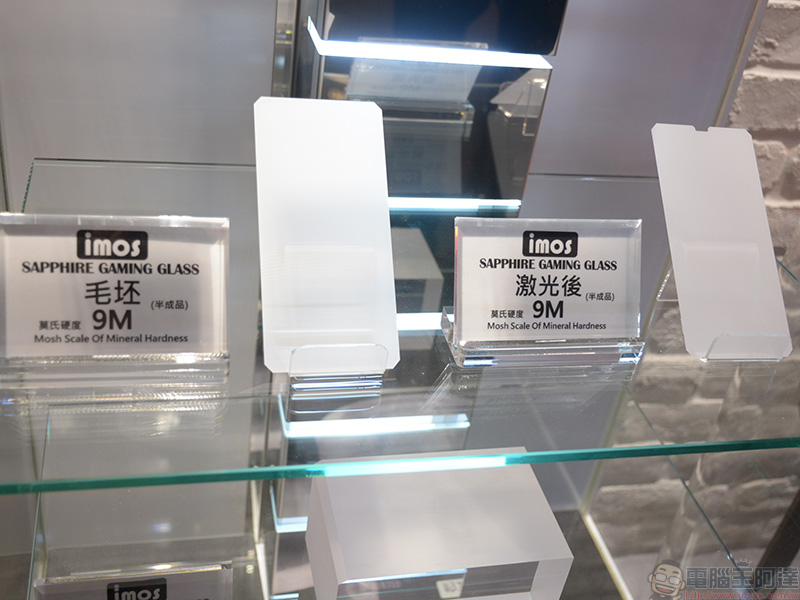 imos
SAPPHIRE GAMING GLASS
毛坯 (半成品)
莫氏硬度 9M
Mosh Scale Of Mineral Hardness
imos
SAPPHIRE GAMING GLASS
激光後 (半成品)
莫氏硬度 9M
Mosh Scale Of Mineral Hardness
imos
電腦王阿達